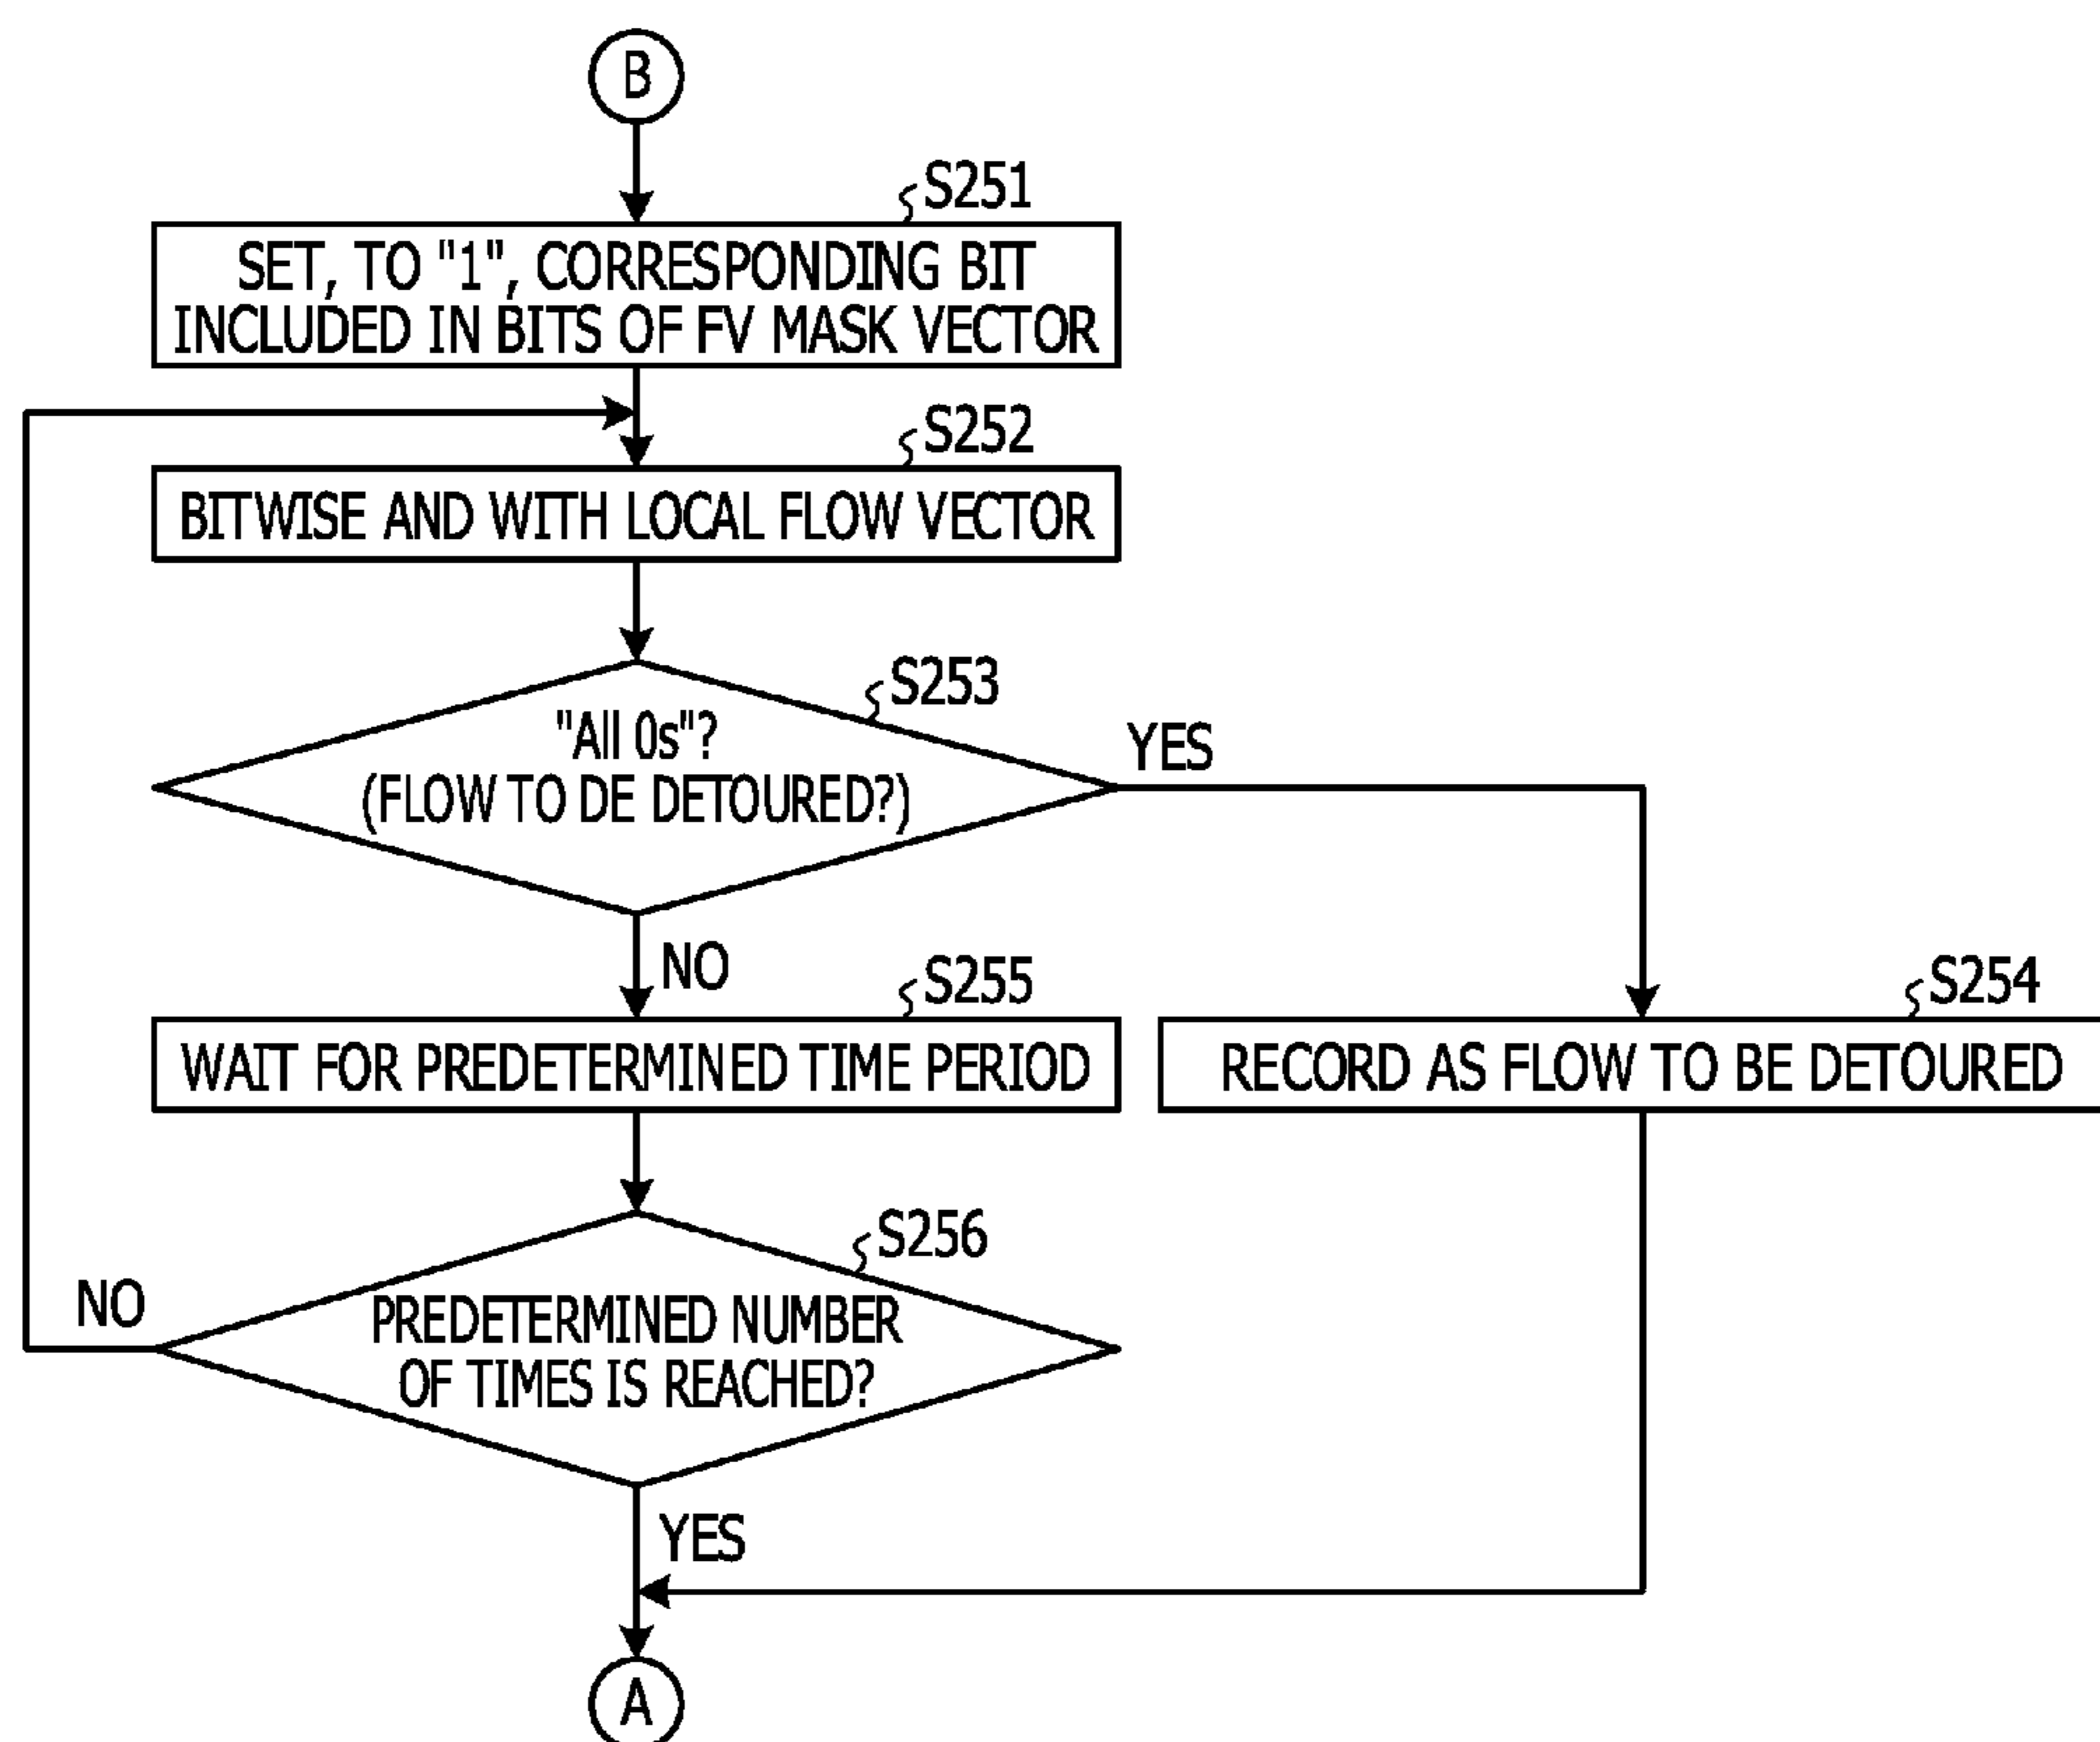 B
S251
SET, TO "1", CORRESPONDING BIT
INCLUDED IN BITS OF FV MASK VECTOR
S252
BITWISE AND WITH LOCAL FLOW VECTOR
S253
"All 0s"?
(FLOW TO DE DETOURED?)
YES
NO
S255
WAIT FOR PREDETERMINED TIME PERIOD
S254
RECORD AS FLOW TO BE DETOURED
S256
PREDETERMINED NUMBER
OF TIMES IS REACHED?
NO
YES
A